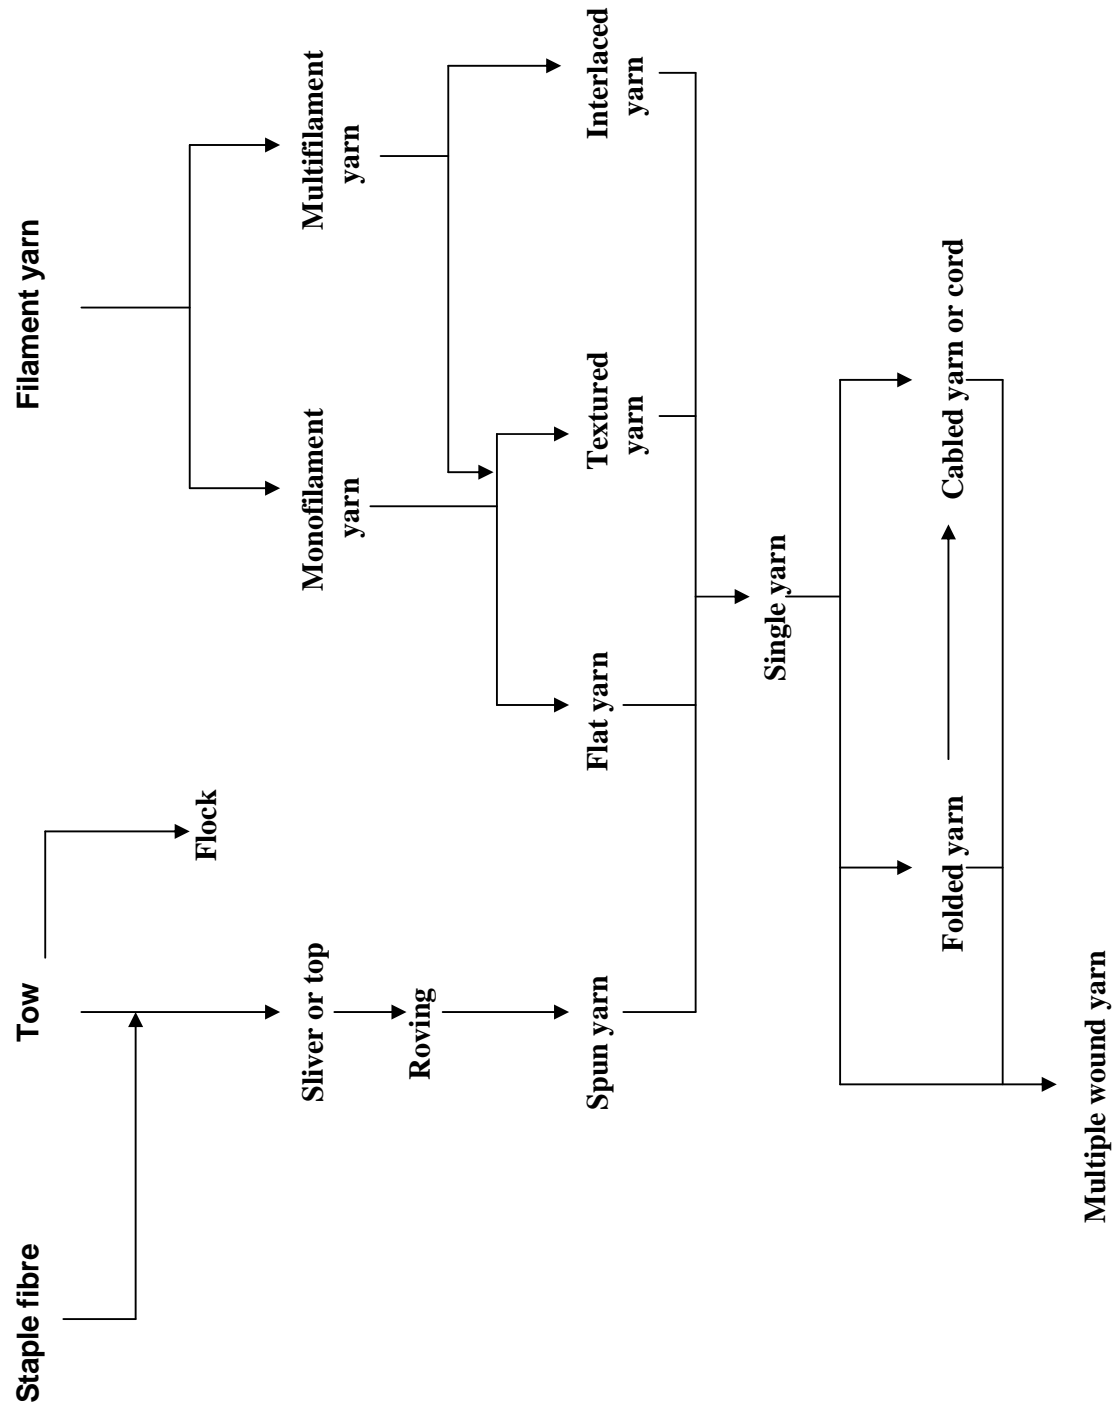 Staple fibre
Tow
Filament yarn
Flock
Sliver or top
Monofilament
yarn
Multifilament
yarn
Roving
Spun yarn
Flat yarn
Textured
yarn
Interlaced
yarn
Single yarn
Folded yarn
Cabled yarn or cord
Multiple wound yarn